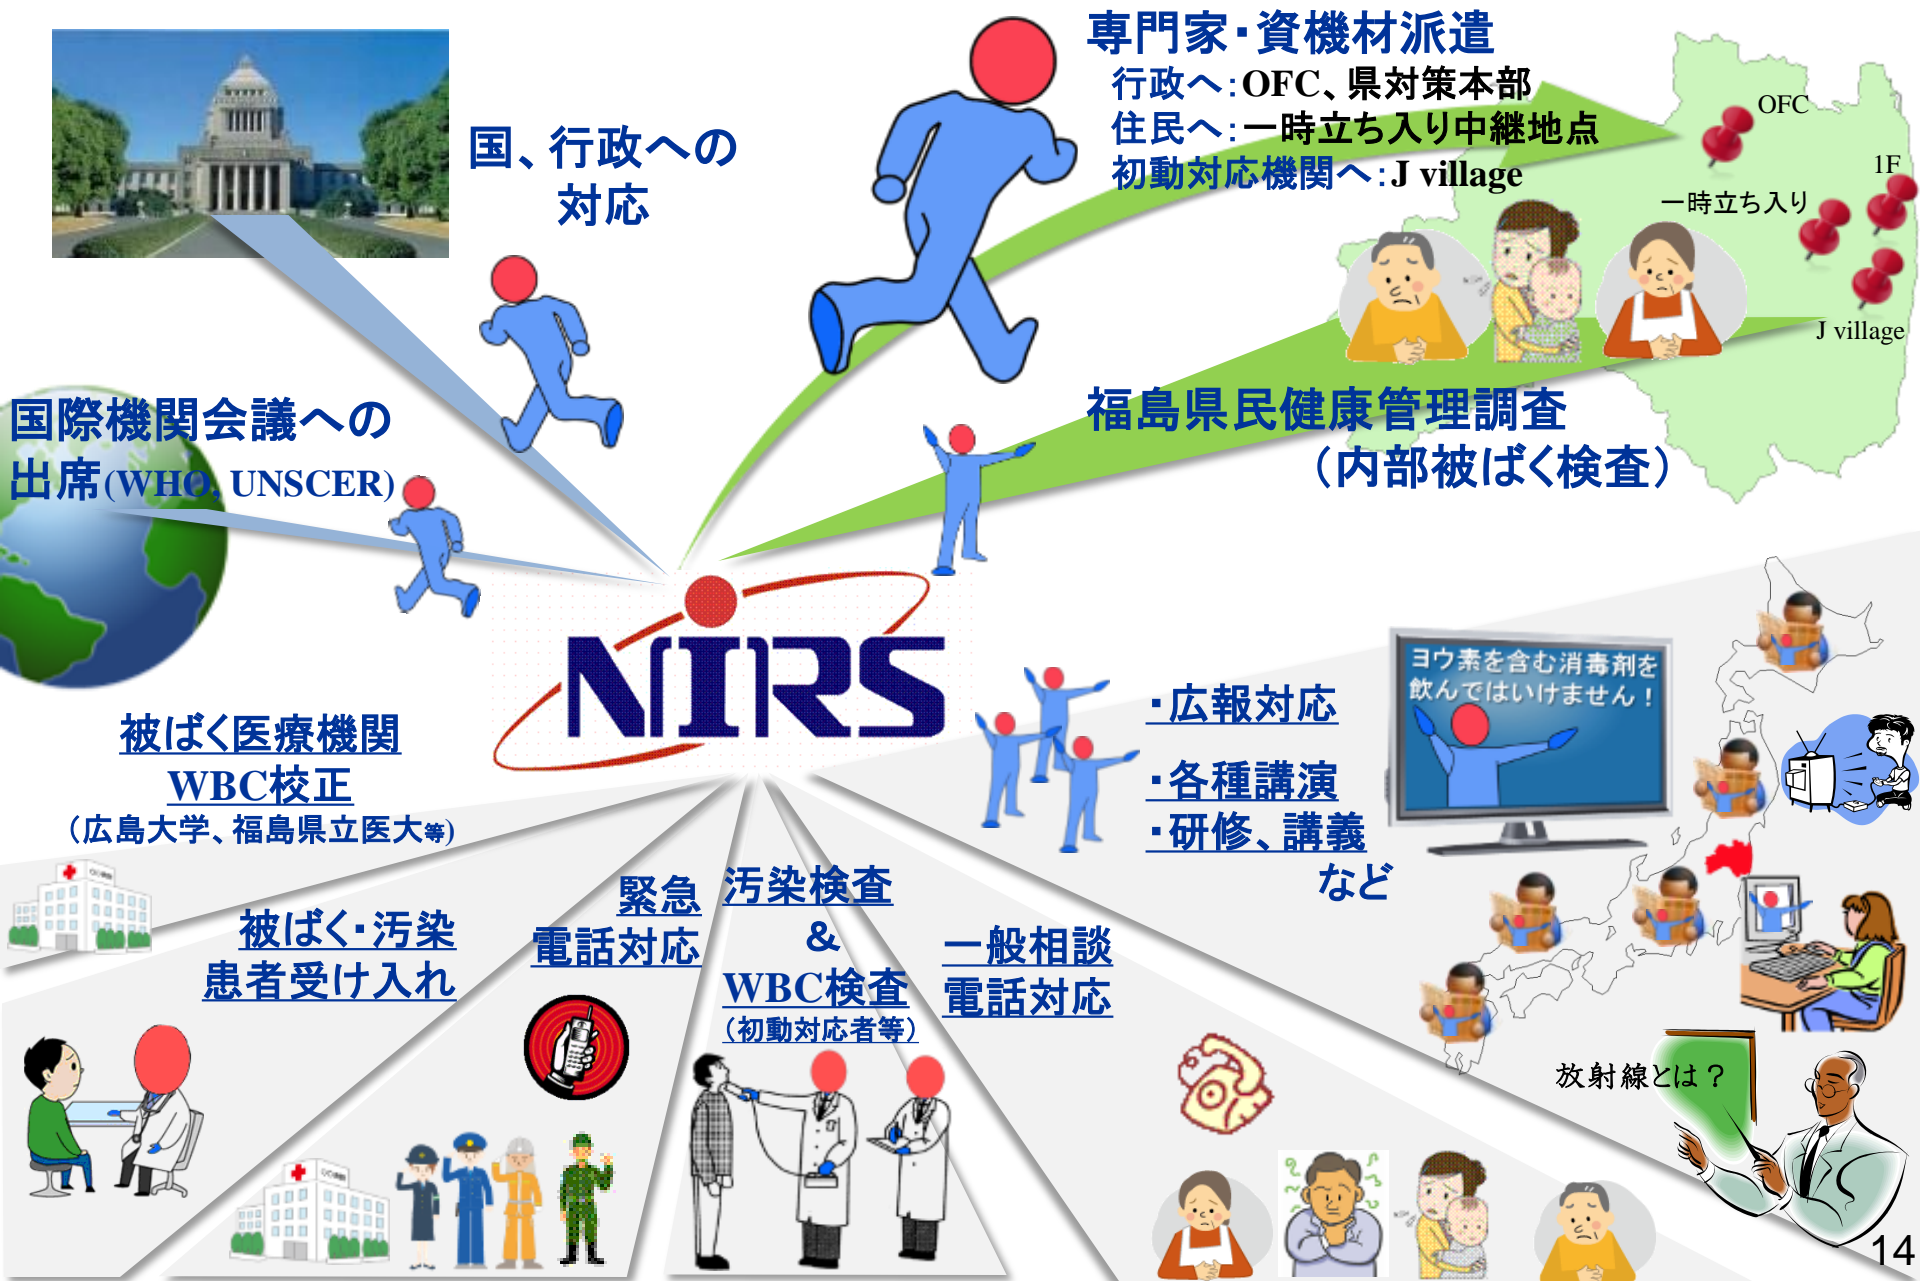 専門家・資機材派遣
行政へ：OFC、県対策本部
住民へ：一時立ち入り中継地点
初動対応機関へ：J village
OFC
1F
一時立ち入り
J village
国、行政への
対応
国際機関会議への
出席(WHO, UNSCER)
福島県民健康管理調査
（内部被ばく検査）
NIRS
被ばく医療機関
WBC校正
（広島大学、福島県立医大等)
・広報対応
・各種講演
・研修、講義
など
ヨウ素を含む消毒剤を
飲んではいけません！
被ばく・汚染
患者受け入れ
緊急
電話対応
汚染検査
&
WBC検査
（初動対応者等）
一般相談
電話対応
放射線とは？
14